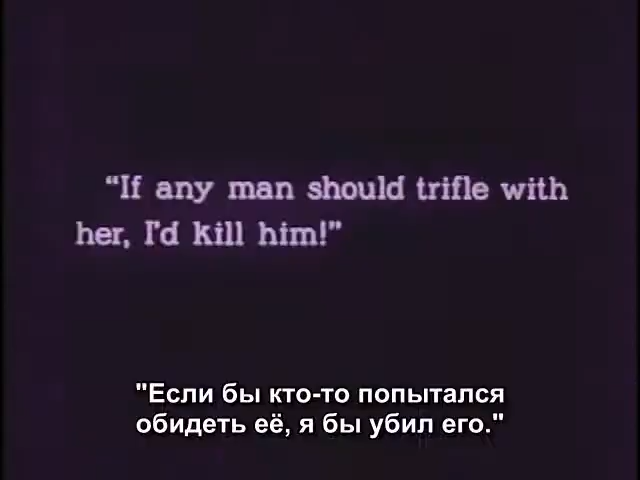 “If any man should trifle with
her, I'd kill him!”
"Если бы кто-то попытался
обидеть её, я бы убил его."